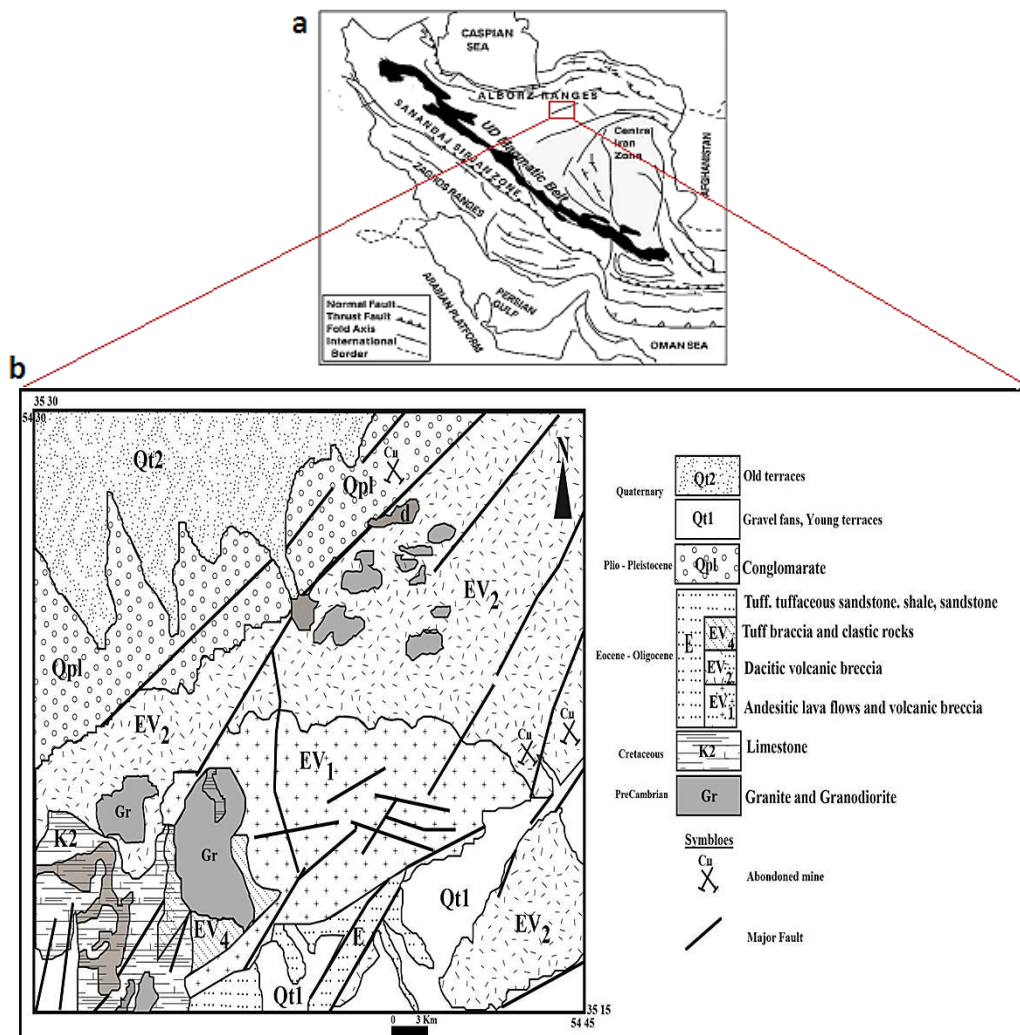 a
CASPIAN
SEA
ALBORZ RANGES
SANANDAJ SIRJAN ZONE
UD Magmatic Belt
Central
Iran
Zone
AFGHANISTAN
ZAGROS RANGES
ARABIAN PLATFORM
PERSIAN
GULF
OMAN SEA
Normal Fault
Thrust Fault
Fold Axis
International
Border
b
35 30
54 30
Qt2
Cu
N
Qpl
d
EV2
Qpl
EV2
Cu
Cu
EV1
Gr
K2
Gr
Qt1
EV4
E
EV2
Qt1
35 15
54 45
0 3 Km
Quaternary
Qt2 Old terraces
Qt1 Gravel fans, Young terraces
Plio - Pleistocene Qpl Conglomarate
Eocene - Oligocene
E
Tuff. tuffaceous sandstone. shale, sandstone
EV4 Tuff braccia and clastic rocks
EV2 Dacitic volcanic breccia
EV1 Andesitic lava flows and volcanic breccia
Cretaceous K2 Limestone
PreCambrian Gr Granite and Granodiorite
Symbloes
Cu
Abondoned mine
Major Fault